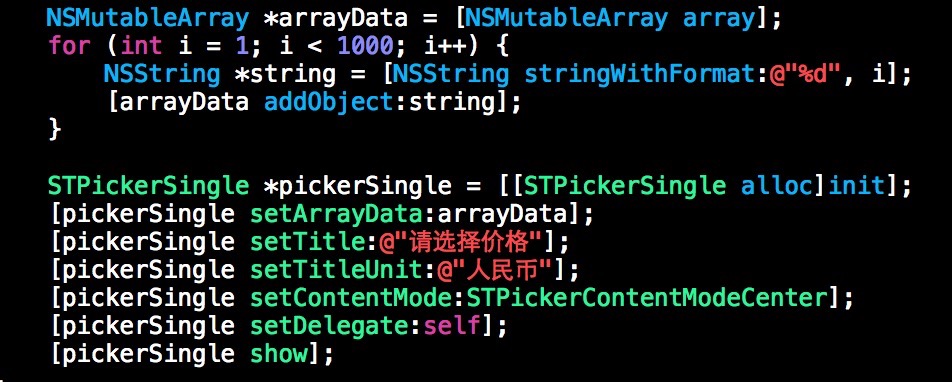 NSMutableArray *arrayData = [NSMutableArray array];
for (int i = 1; i < 1000; i++) {
    NSString *string = [NSString stringWithFormat:@"%d", i];
    [arrayData addObject:string];
}

STPickerSingle *pickerSingle = [[STPickerSingle alloc]init];
[pickerSingle setArrayData:arrayData];
[pickerSingle setTitle:@"请选择价格"];
[pickerSingle setTitleUnit:@"人民币"];
[pickerSingle setContentMode:STPickerContentModeCenter];
[pickerSingle setDelegate:self];
[pickerSingle show];